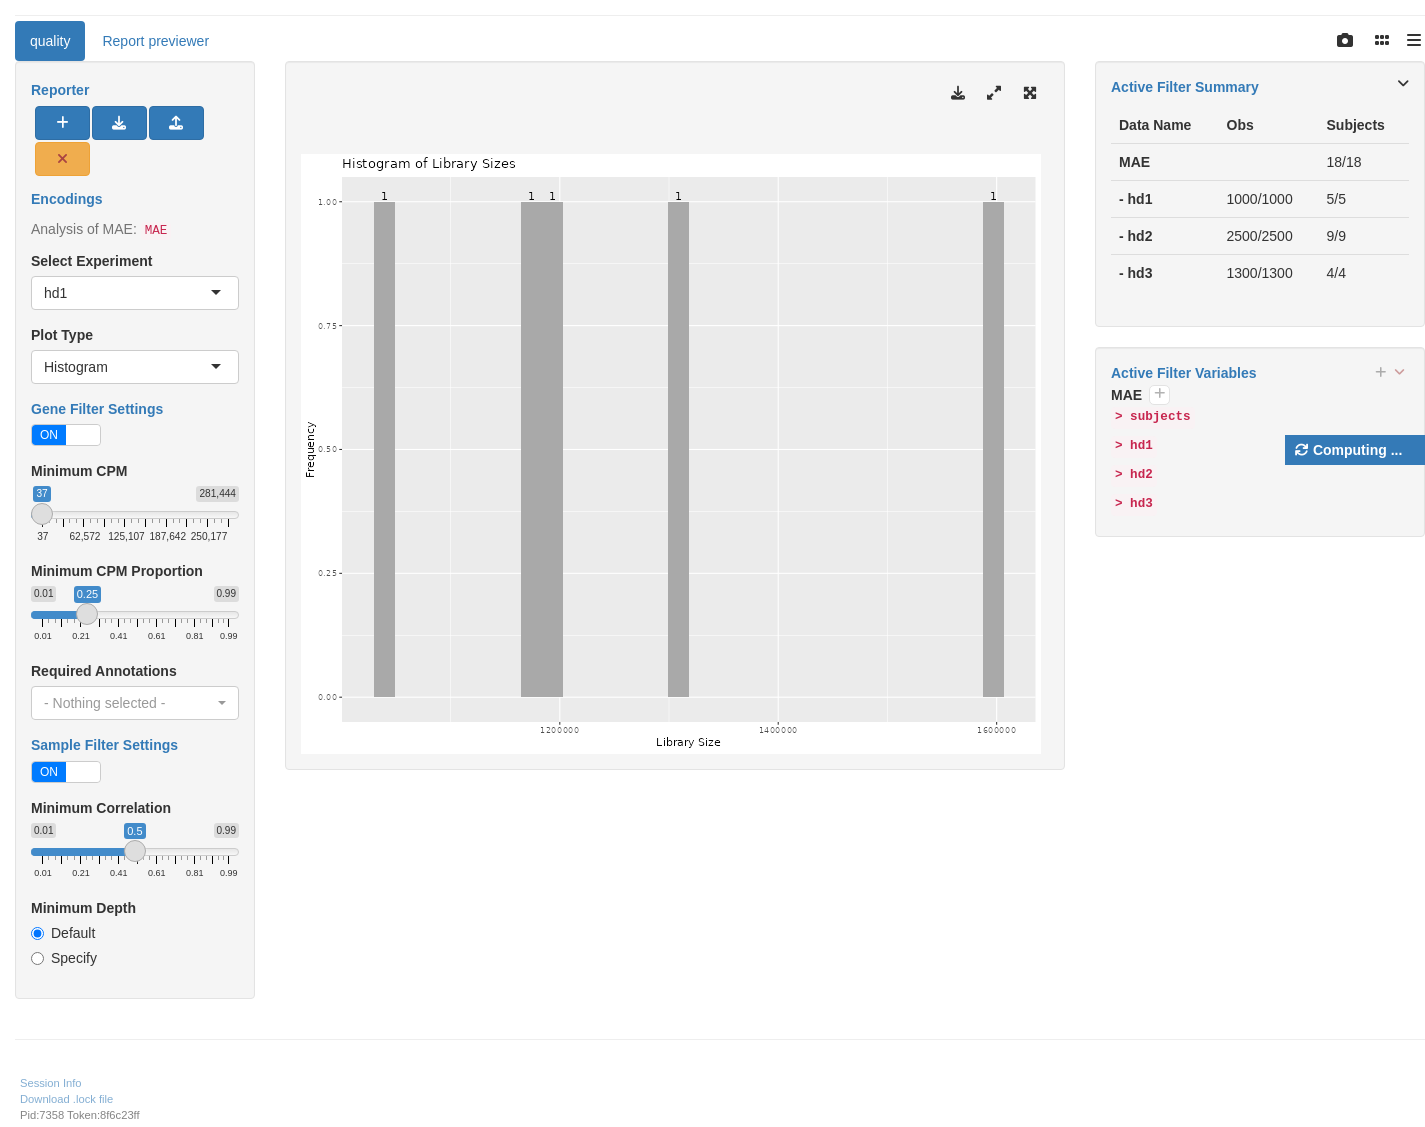 quality
Report previewer
Reporter
Encodings
Analysis of MAE: MAE
Select Experiment
hd1
Plot Type
Histogram
Gene Filter Settings
ON
Minimum CPM
37 281,444
37 62,572 125,107 187,642 250,177
Minimum CPM Proportion
0.01 0.25 0.99
0.01 0.21 0.41 0.61 0.81 0.99
Required Annotations
- Nothing selected -
Sample Filter Settings
ON
Minimum Correlation
0.01 0.5 0.99
0.01 0.21 0.41 0.61 0.81 0.99
Minimum Depth
Default
Specify
Histogram of Library Sizes
1 1 1 1 1
1.00
0.75
0.50
0.25
0.00
Frequency
1200000 1400000 1600000
Library Size
Active Filter Summary
Data Name Obs Subjects
MAE 18/18
- hd1 1000/1000 5/5
- hd2 2500/2500 9/9
- hd3 1300/1300 4/4
Active Filter Variables
MAE
> subjects
> hd1
> hd2
> hd3
Computing ...
Session Info
Download .lock file
Pid:7358 Token:8f6c23ff